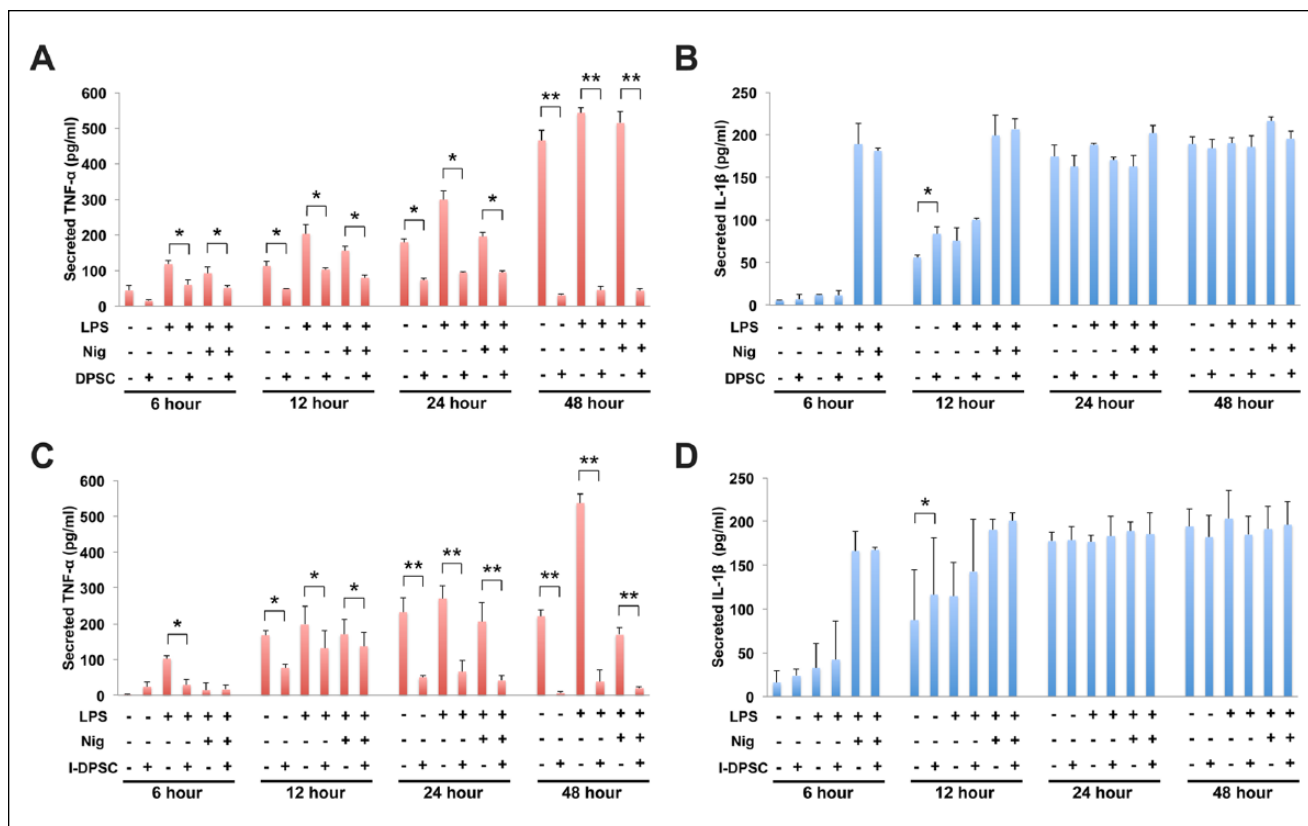 A
Secreted TNF-α (pg/ml)
600
500
400
300
200
100
0
* *
* * *
* * *
** ** **
LPS - - + + + + - - + + + + - - + + + + - - + + + +
Nig - - - - + + - - - - + + - - - - + + - - - - + +
DPSC - + - + - + - + - + - + - + - + - + - + - + - +
6 hour 12 hour 24 hour 48 hour
B
Secreted IL-1β (pg/ml)
250
200
150
100
50
0
*
LPS - - + + + + - - + + + + - - + + + + - - + + + +
Nig - - - - + + - - - - + + - - - - + + - - - - + +
DPSC - + - + - + - + - + - + - + - + - + - + - + - +
6 hour 12 hour 24 hour 48 hour
C
Secreted TNF-α (pg/ml)
600
500
400
300
200
100
0
*
* * *
** ** **
** ** **
LPS - - + + + + - - + + + + - - + + + + - - + + + +
Nig - - - - + + - - - - + + - - - - + + - - - - + +
I-DPSC - + - + - + - + - + - + - + - + - + - + - + - +
6 hour 12 hour 24 hour 48 hour
D
Secreted IL-1β (pg/ml)
250
200
150
100
50
0
*
LPS - - + + + + - - + + + + - - + + + + - - + + + +
Nig - - - - + + - - - - + + - - - - + + - - - - + +
I-DPSC - + - + - + - + - + - + - + - + - + - + - + - +
6 hour 12 hour 24 hour 48 hour